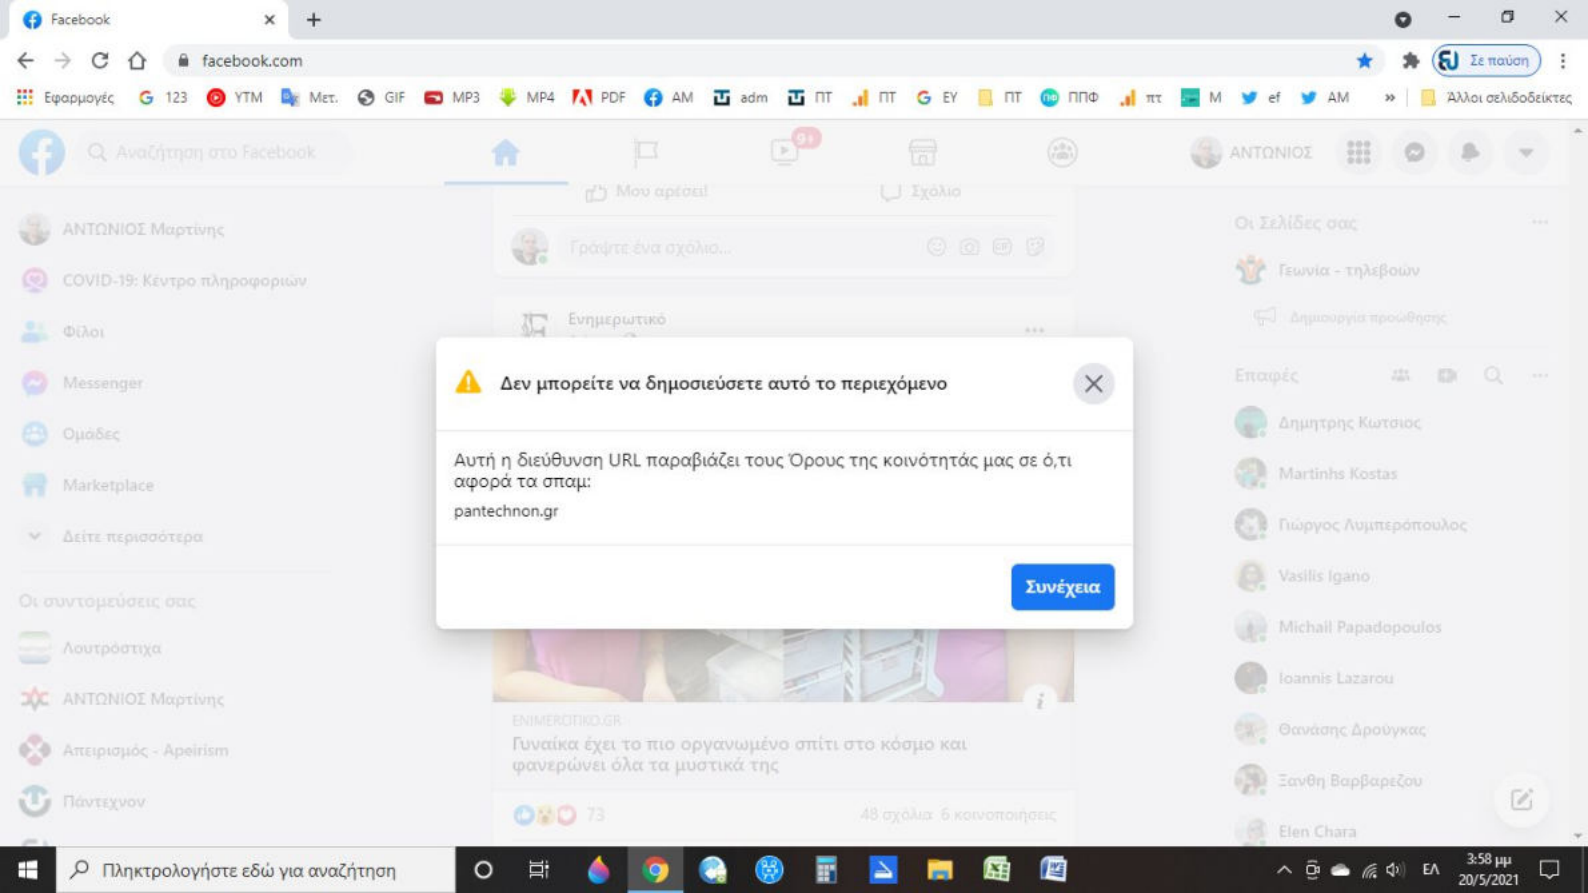 Facebook
facebook.com
Σε παύση
Εφαρμογές 123 YTM Μετ. GIF MP3 MP4 PDF AM adm ΠΤ ΠΤ ΕΥ ΠΤ ΠΠΦ πτ M ef AM » Άλλοι σελιδοδείκτες
Αναζήτηση στο Facebook
9+
ΑΝΤΩΝΙΟΣ
Μου αρέσει! Σχόλιο
Γράψτε ένα σχόλιο...
ΑΝΤΩΝΙΟΣ Μαρτίνης
COVID-19: Κέντρο πληροφοριών
Φίλοι
Messenger
Ομάδες
Marketplace
Δείτε περισσότερα
Οι συντομεύσεις σας
Λουτρόστιχα
ΑΝΤΩΝΙΟΣ Μαρτίνης
Απειρισμός - Apeirism
Πάντεχνον
Ενημερωτικό
Δεν μπορείτε να δημοσιεύσετε αυτό το περιεχόμενο
Αυτή η διεύθυνση URL παραβιάζει τους Όρους της κοινότητάς μας σε ό,τι
αφορά τα σπαμ:
pantechnon.gr
Συνέχεια
ENIMEROTIKO.GR
Γυναίκα έχει το πιο οργανωμένο σπίτι στο κόσμο και
φανερώνει όλα τα μυστικά της
73
48 σχόλια 6 κοινοποιήσεις
Οι Σελίδες σας
Γεωνία - τηλεβοών
Δημιουργία προώθησης
Επαφές
Δημητρης Κωτσιος
Martinhs Kostas
Γιώργος Λυμπερόπουλος
Vasilis Igano
Michail Papadopoulos
Ioannis Lazarou
Θανάσης Δρούγκας
Ξανθη Βαρβαρεζου
Elen Chara
Πληκτρολογήστε εδώ για αναζήτηση
ΕΛ
3:58 μμ
20/5/2021